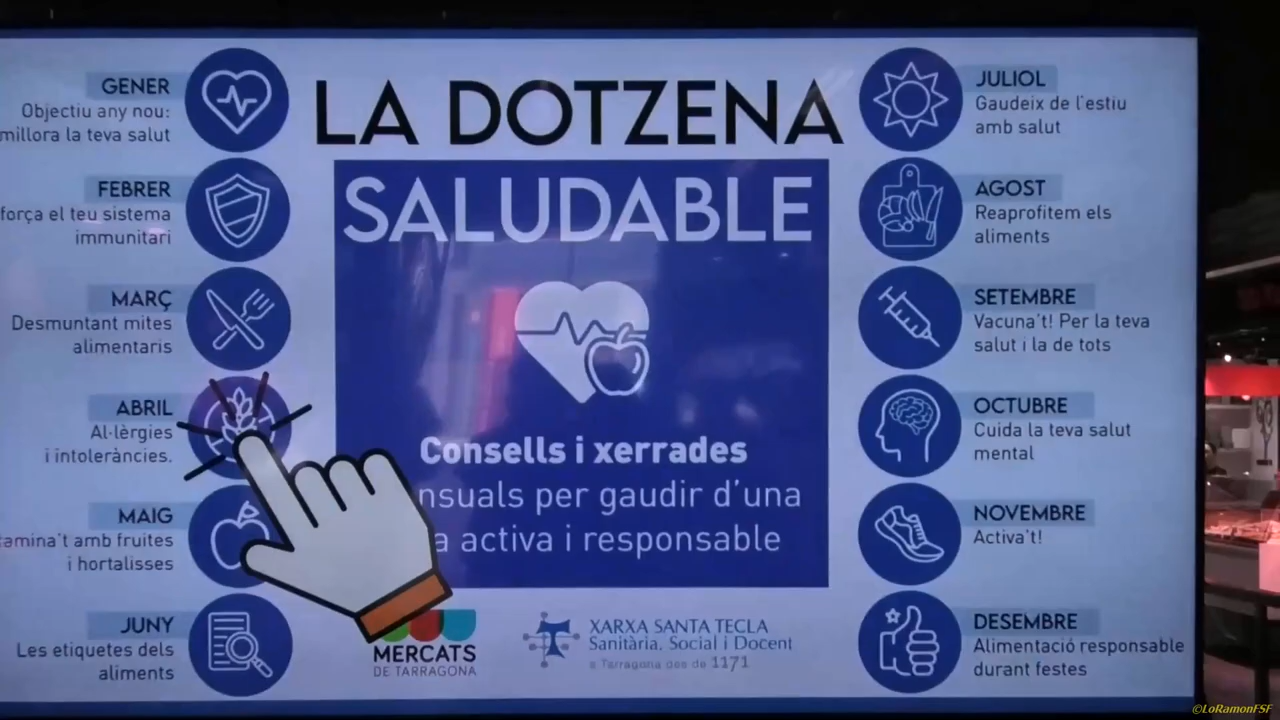 LA DOTZENA
SALUDABLE
Consells i xerrades
suals per gaudir d'una
activa i responsable
GENER
Objectiu any nou:
millora la teva salut
FEBRER
força el teu sistema
immunitari
MARÇ
Desmuntant mites
alimentaris
ABRIL
Al·lèrgies
i intoleràncies.
MAIG
amina't amb fruites
i hortalisses
JUNY
Les etiquetes dels
aliments
JULIOL
Gaudeix de l'estiu
amb salut
AGOST
Reaprofitem els
aliments
SETEMBRE
Vacuna't! Per la teva
salut i la de tots
OCTUBRE
Cuida la teva salut
mental
NOVEMBRE
Activa't!
DESEMBRE
Alimentació responsable
durant festes
MERCATS
DE TARRAGONA
XARXA SANTA TECLA
Sanitària, Social i Docent
a Tarragona des de 1171
©LoRamonFSF